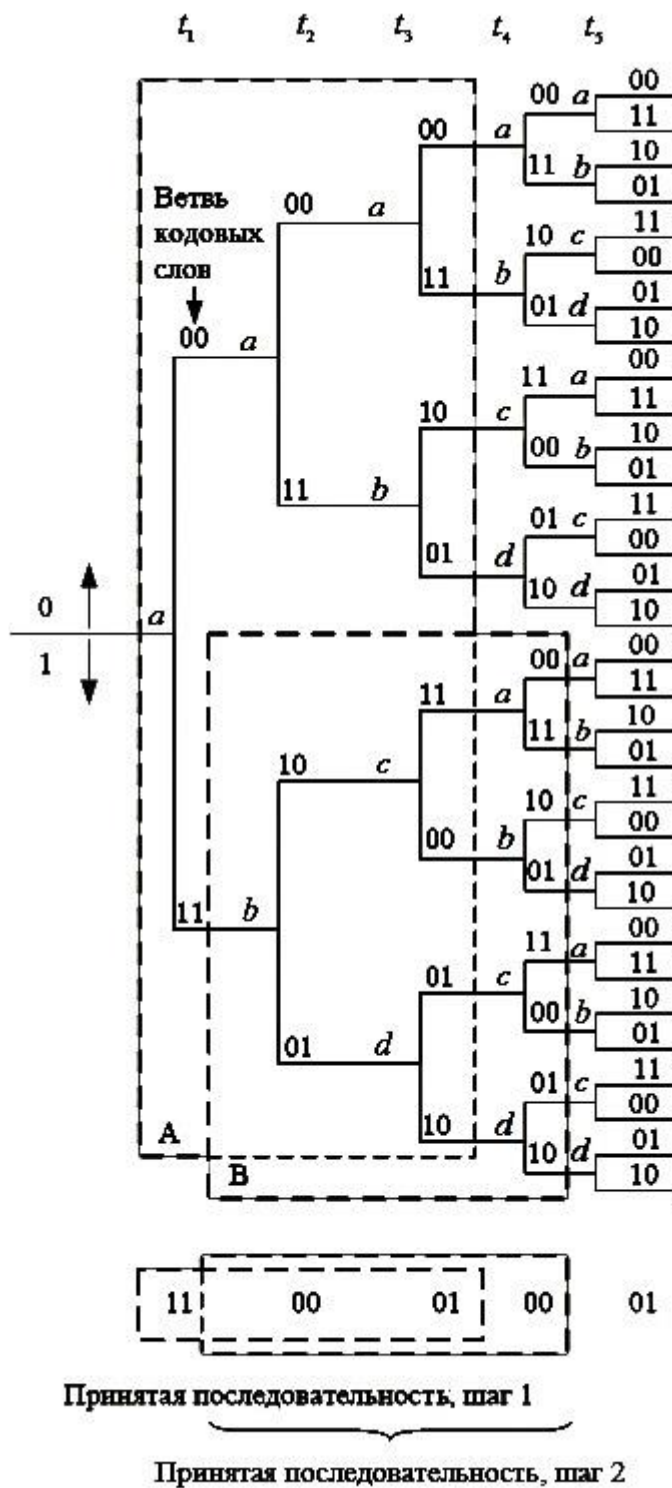 t₁ t₂ t₃ t₄ t₅
00
00 a
11
00 a
10
11 b
01
Ветвь
кодовых
слов
00 a
11
10 c
00
11 b
01
01 d
10
00 a
00
11 a
11
10 c
10
00 b
01
11 b
11
01 c
00
01 d
01
10 d
10
0
1
a
00
00 a
11
11 a
10
11 b
01
10 c
11
10 c
00
00 b
01
01 d
10
11 b
00
11 a
11
01 c
10
00 b
01
01 d
11
01 c
00
10 d
01
10 d
10
A
B
11 00 01 00 01
Принятая последовательность, шаг 1
Принятая последовательность, шаг 2